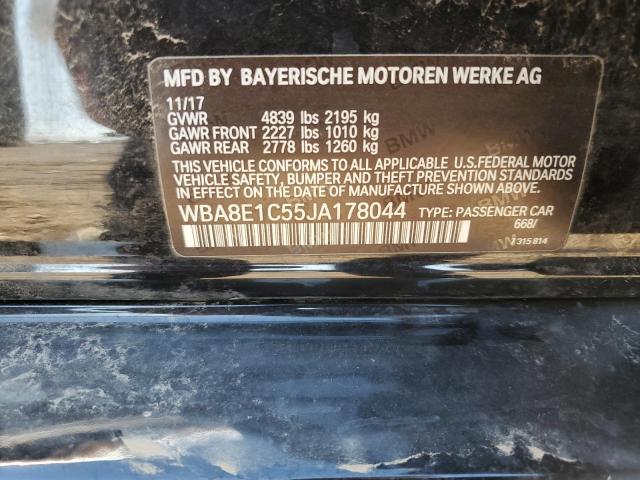 MFD BY BAYERISCHE MOTOREN WERKE AG
11/17
GVWR 4839 lbs 2195 kg
GAWR FRONT 2227 lbs 1010 kg
GAWR REAR 2778 lbs 1260 kg
THIS VEHICLE CONFORMS TO ALL APPLICABLE U.S.FEDERAL MOTOR
VEHICLE SAFETY, BUMPER AND THEFT PREVENTION STANDARDS
IN EFFECT ON THE DATE OF MANUFACTURE SHOWN ABOVE.
WBA8E1C55JA178044 TYPE: PASSENGER CAR
668/
315 814